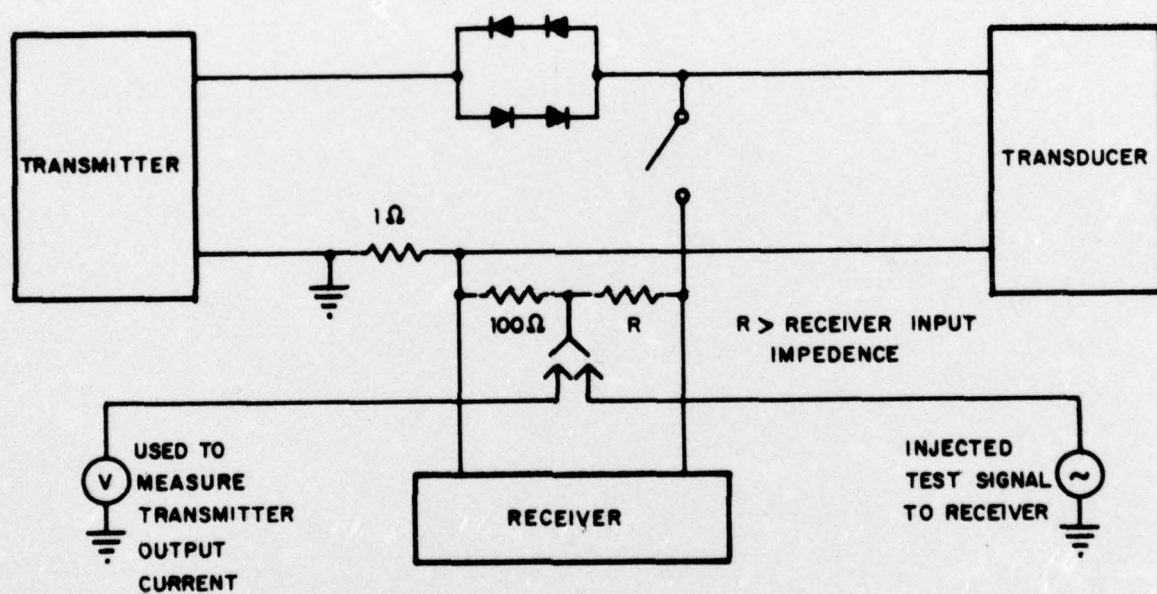 TRANSMITTER
TRANSDUCER
1Ω
100Ω
R
R > RECEIVER INPUT
IMPEDENCE
V
USED TO
MEASURE
TRANSMITTER
OUTPUT
CURRENT
RECEIVER
INJECTED
TEST SIGNAL
TO RECEIVER
~